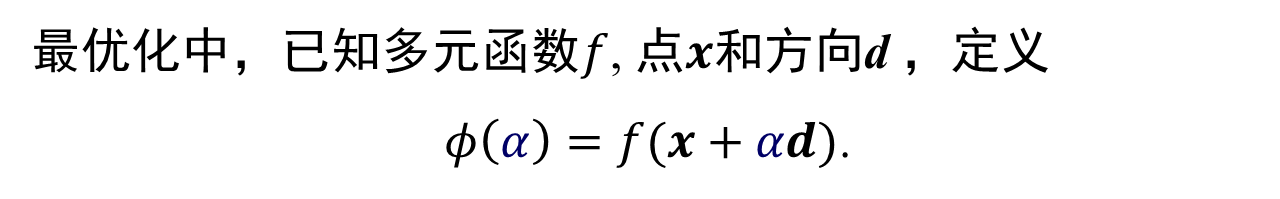 最优化中，已知多元函数f, 点x和方向d，定义
ϕ(α) = f(x + αd).